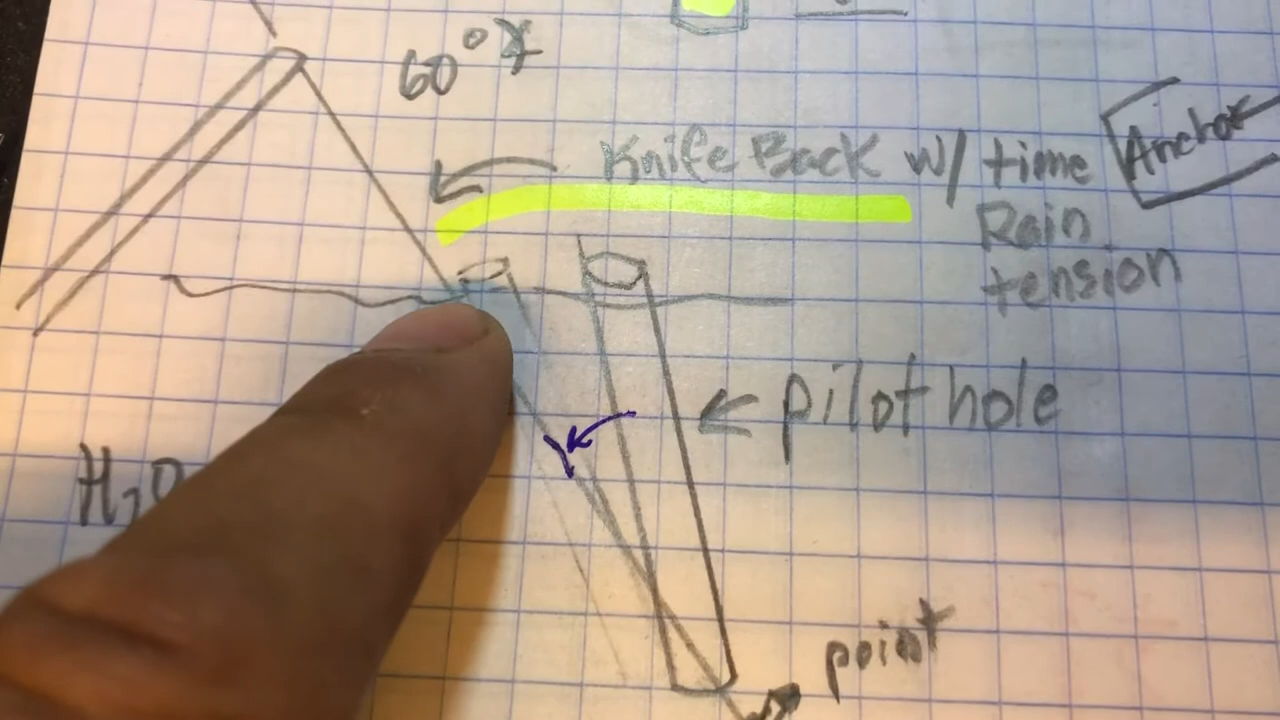 60°
Knife Back w/ time
Rain
tension
Anchor
pilot hole
H₂O
point